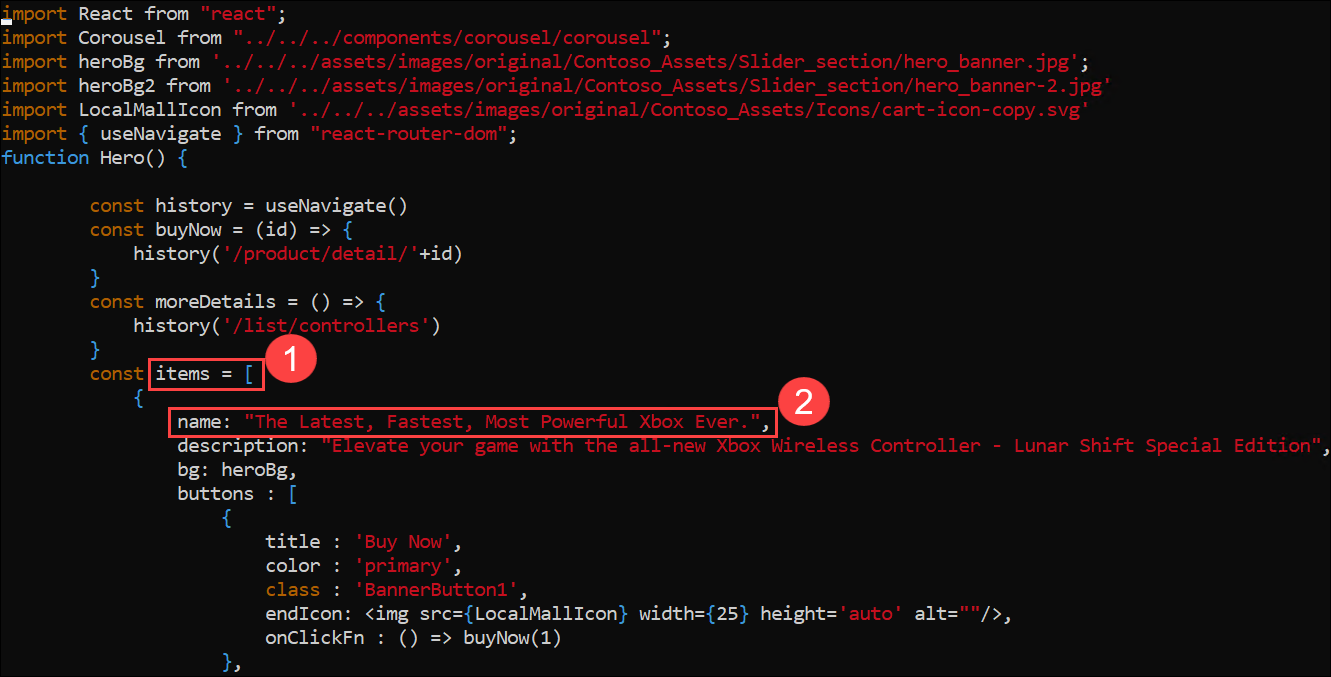 import React from "react";
import Corousel from "../../../components/corousel/corousel";
import heroBg from '../../../assets/images/original/Contoso_Assets/Slider_section/hero_banner.jpg';
import heroBg2 from '../../../assets/images/original/Contoso_Assets/Slider_section/hero_banner-2.jpg'
import LocalMallIcon from '../../../assets/images/original/Contoso_Assets/Icons/cart-icon-copy.svg'
import { useNavigate } from "react-router-dom";
function Hero() {
const history = useNavigate()
const buyNow = (id) => {
history('/product/detail/'+id)
}
const moreDetails = () => {
history('/list/controllers')
}
const items = [
1
{
name: "The Latest, Fastest, Most Powerful Xbox Ever.",
2
description: "Elevate your game with the all-new Xbox Wireless Controller - Lunar Shift Special Edition",
bg: heroBg,
buttons : [
{
title : 'Buy Now',
color : 'primary',
class : 'BannerButton1',
endIcon: <img src={LocalMallIcon} width={25} height='auto' alt=""/>,
onClickFn : () => buyNow(1)
},